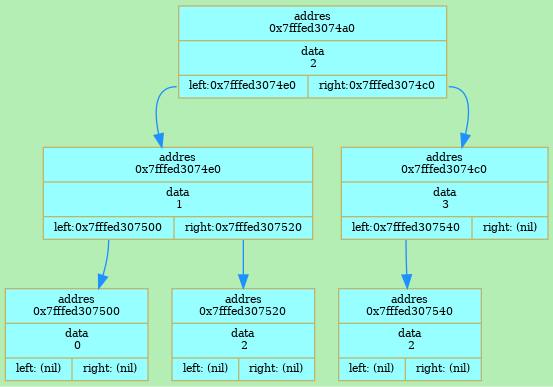 addres
0x7fffed3074a0
data
2
left:0x7fffed3074e0 right:0x7fffed3074c0
addres
0x7fffed3074e0
data
1
left:0x7fffed307500 right:0x7fffed307520
addres
0x7fffed3074c0
data
3
left:0x7fffed307540 right: (nil)
addres
0x7fffed307500
data
0
left: (nil) right: (nil)
addres
0x7fffed307520
data
2
left: (nil) right: (nil)
addres
0x7fffed307540
data
2
left: (nil) right: (nil)